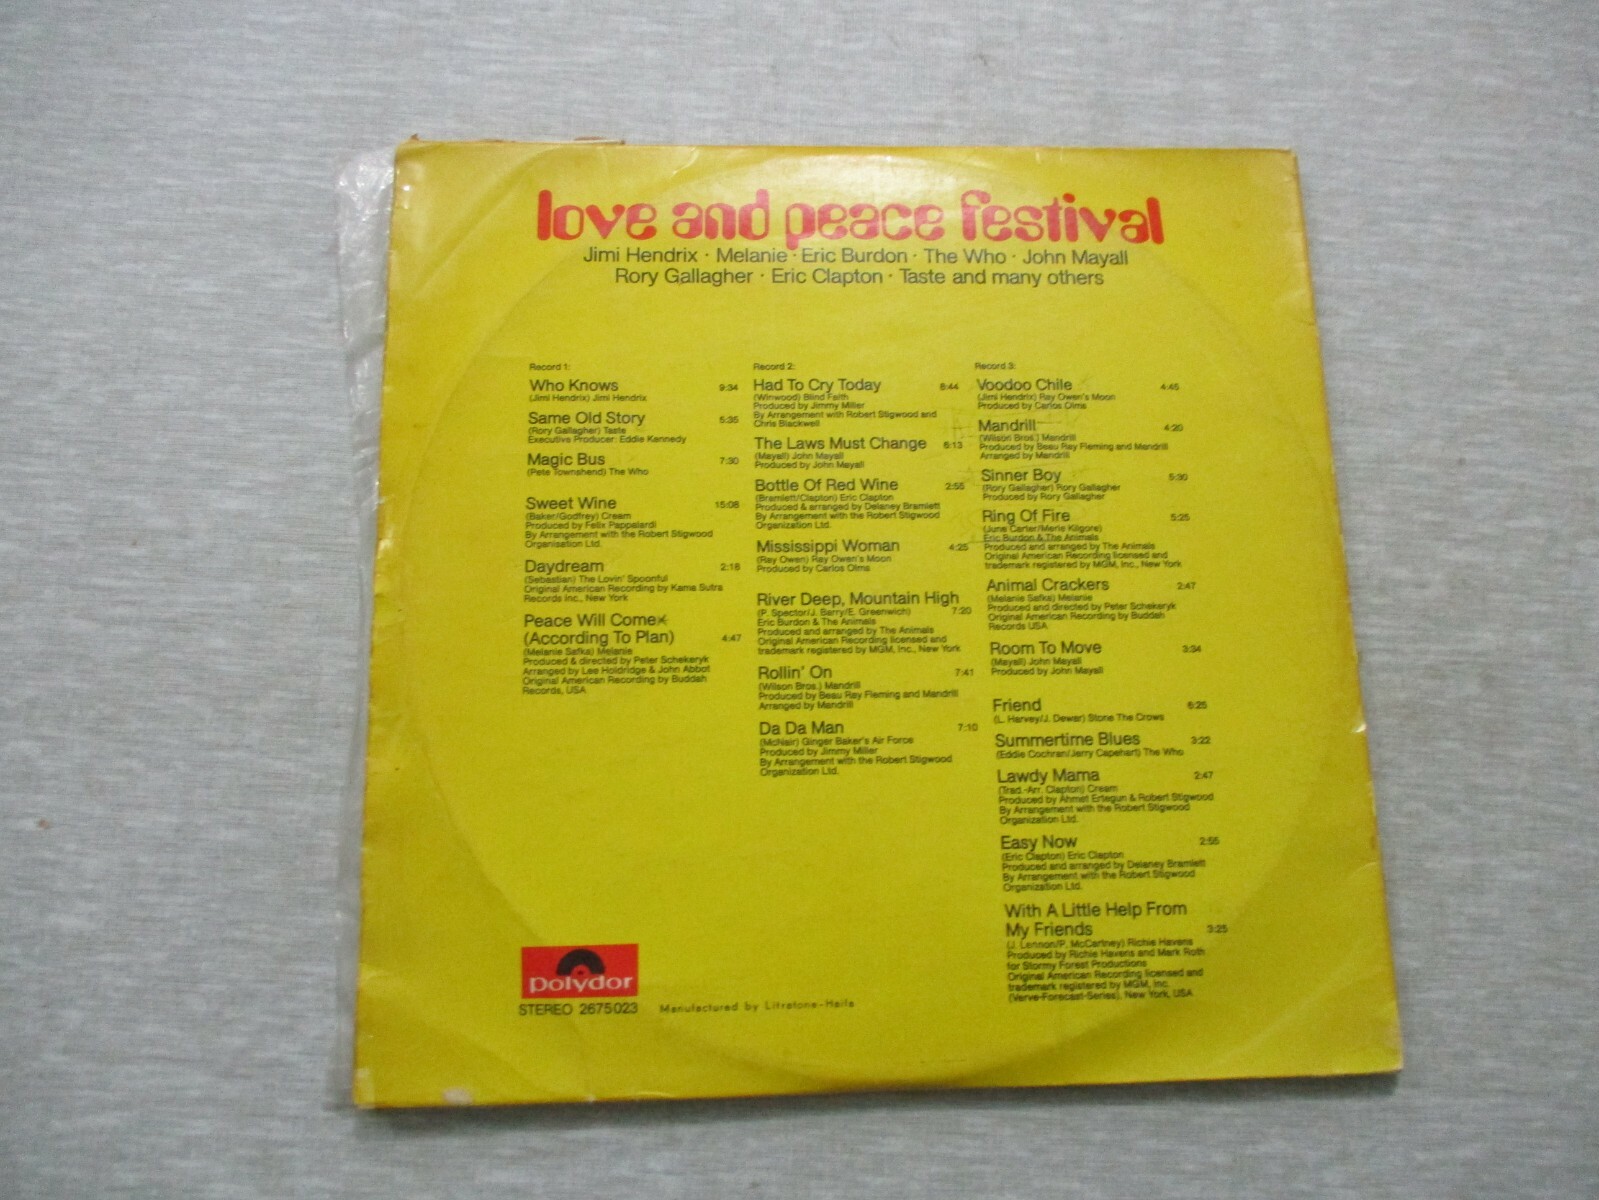 love and peace festival
Jimi Hendrix · Melanie · Eric Burdon · The Who · John Mayall
Rory Gallagher · Eric Clapton · Taste and many others
Record 1:
Who Knows 9:34
(Jimi Hendrix) Jimi Hendrix
Same Old Story 5:35
(Rory Gallagher) Taste
Executive Producer: Eddie Kennedy
Magic Bus 7:30
(Pete Townshend) The Who
Sweet Wine 15:08
(Baker/Godfrey) Cream
Produced by Felix Pappalardi
By Arrangement with the Robert Stigwood
Organisation Ltd.
Daydream 2:18
(Sebastian) The Lovin' Spoonful
Original American Recording by Kama Sutra
Records Inc., New York
Peace Will Come
(According To Plan) 4:47
(Melanie Safka) Melanie
Produced & directed by Peter Schekeryk
Arranged by Lee Holdridge & John Abbot
Original American Recording by Buddah
Records, USA
Record 2:
Had To Cry Today 8:44
(Winwood) Blind Faith
Produced by Jimmy Miller
By Arrangement with Robert Stigwood and
Chris Blackwell
The Laws Must Change 6:13
(Mayall) John Mayall
Produced by John Mayall
Bottle Of Red Wine 2:55
(Bramlett/Clapton) Eric Clapton
Produced & arranged by Delaney Bramlett
By Arrangement with the Robert Stigwood
Organization Ltd.
Mississippi Woman 4:25
(Ray Owen) Ray Owen's Moon
Produced by Carlos Olms
River Deep, Mountain High
(P. Spector/J. Barry/E. Greenwich) 7:20
Eric Burdon & The Animals
Produced and arranged by The Animals
Original American Recording licensed and
trademark registered by MGM, Inc., New York
Rollin' On 7:41
(Wilson Bros.) Mandrill
Produced by Beau Ray Fleming and Mandrill
Arranged by Mandrill
Da Da Man 7:10
(McNair) Ginger Baker's Air Force
Produced by Jimmy Miller
By Arrangement with the Robert Stigwood
Organization Ltd.
Record 3:
Voodoo Chile 4:45
(Jimi Hendrix) Ray Owen's Moon
Produced by Carlos Olms
Mandrill 4:20
(Wilson Bros.) Mandrill
Produced by Beau Ray Fleming and Mandrill
Arranged by Mandrill
Sinner Boy 5:30
(Rory Gallagher) Rory Gallagher
Produced by Rory Gallagher
Ring Of Fire 5:25
(June Carter/Merle Kilgore)
Eric Burdon & The Animals
Produced and arranged by The Animals
Original American Recording licensed and
trademark registered by MGM, Inc., New York
Animal Crackers 2:47
(Melanie Safka) Melanie
Produced and directed by Peter Schekeryk
Original American Recording by Buddah
Records USA
Room To Move 3:34
(Mayall) John Mayall
Produced by John Mayall
Friend 6:25
(L. Harvey/J. Dewar) Stone The Crows
Summertime Blues 3:22
(Eddie Cochran/Jerry Capehart) The Who
Lawdy Mama 2:47
(Trad.-Arr. Clapton) Cream
Produced by Ahmet Ertegun & Robert Stigwood
By Arrangement with the Robert Stigwood
Organization Ltd.
Easy Now 2:55
(Eric Clapton) Eric Clapton
Produced and arranged by Delaney Bramlett
By Arrangement with the Robert Stigwood
Organization Ltd.
With A Little Help From
My Friends 3:25
(J. Lennon/P. McCartney) Richie Havens
Produced by Richie Havens and Mark Roth
for Stormy Forest Productions
Original American Recording licensed and
trademark registered by MGM, Inc.
(Verve-Forecast-Series), New York, USA
polydor
STEREO 2675023 Manufactured by Litratone-Haifa